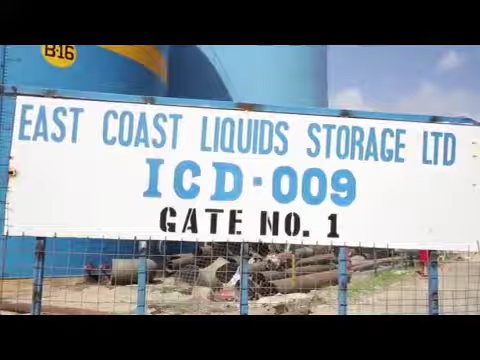 B-16
EAST COAST LIQUIDS STORAGE LTD
ICD-009
GATE NO. 1